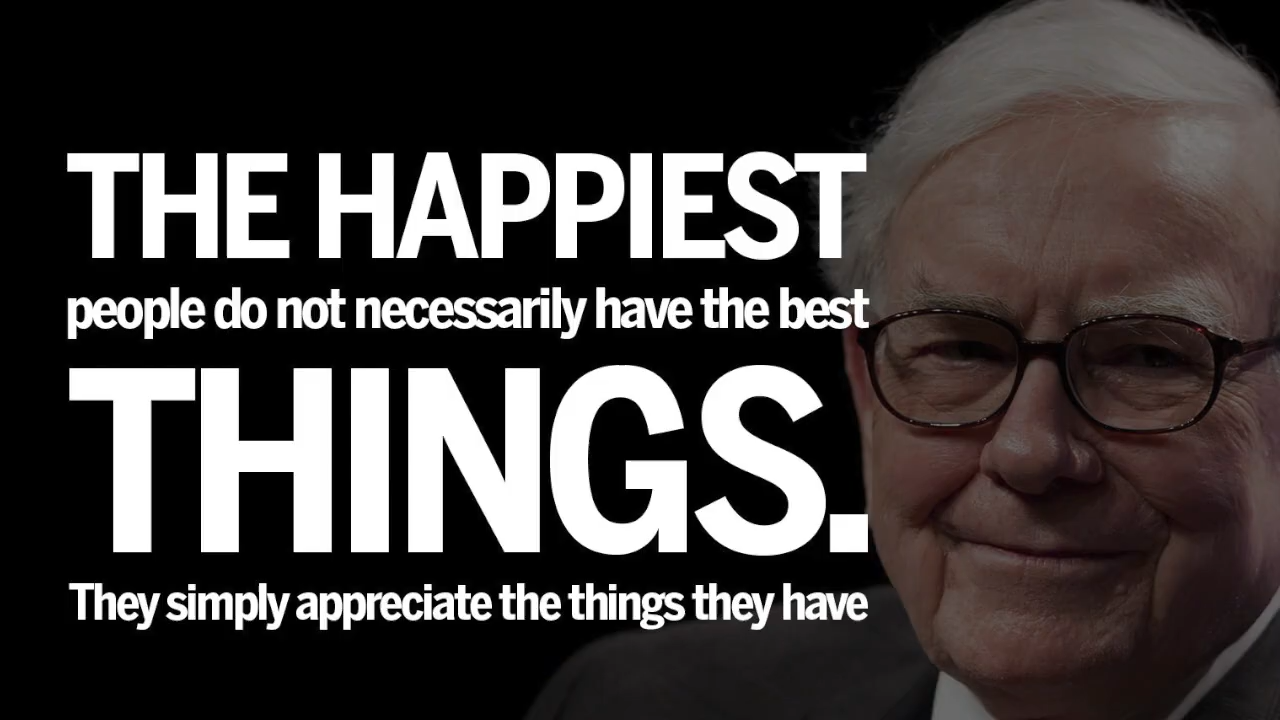 THE HAPPIEST
people do not necessarily have the best
THINGS.
They simply appreciate the things they have